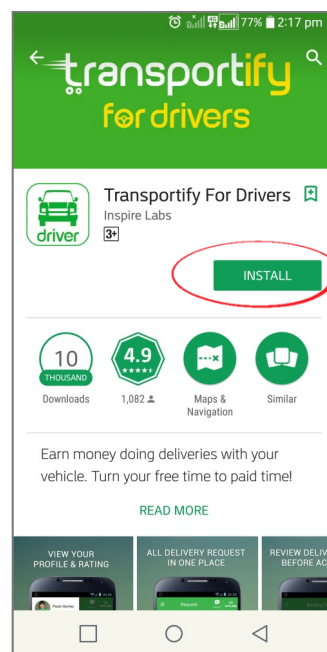 77% 2:17 pm
transportify
for drivers
Transportify For Drivers
Inspire Labs
3+
driver
INSTALL
10
THOUSAND
4.9
Downloads
1,082
Maps &
Navigation
Similar
Earn money doing deliveries with your
vehicle. Turn your free time to paid time!
READ MORE
VIEW YOUR
PROFILE & RATING
ALL DELIVERY REQUEST
IN ONE PLACE
REVIEW DELIV
BEFORE AC
Request